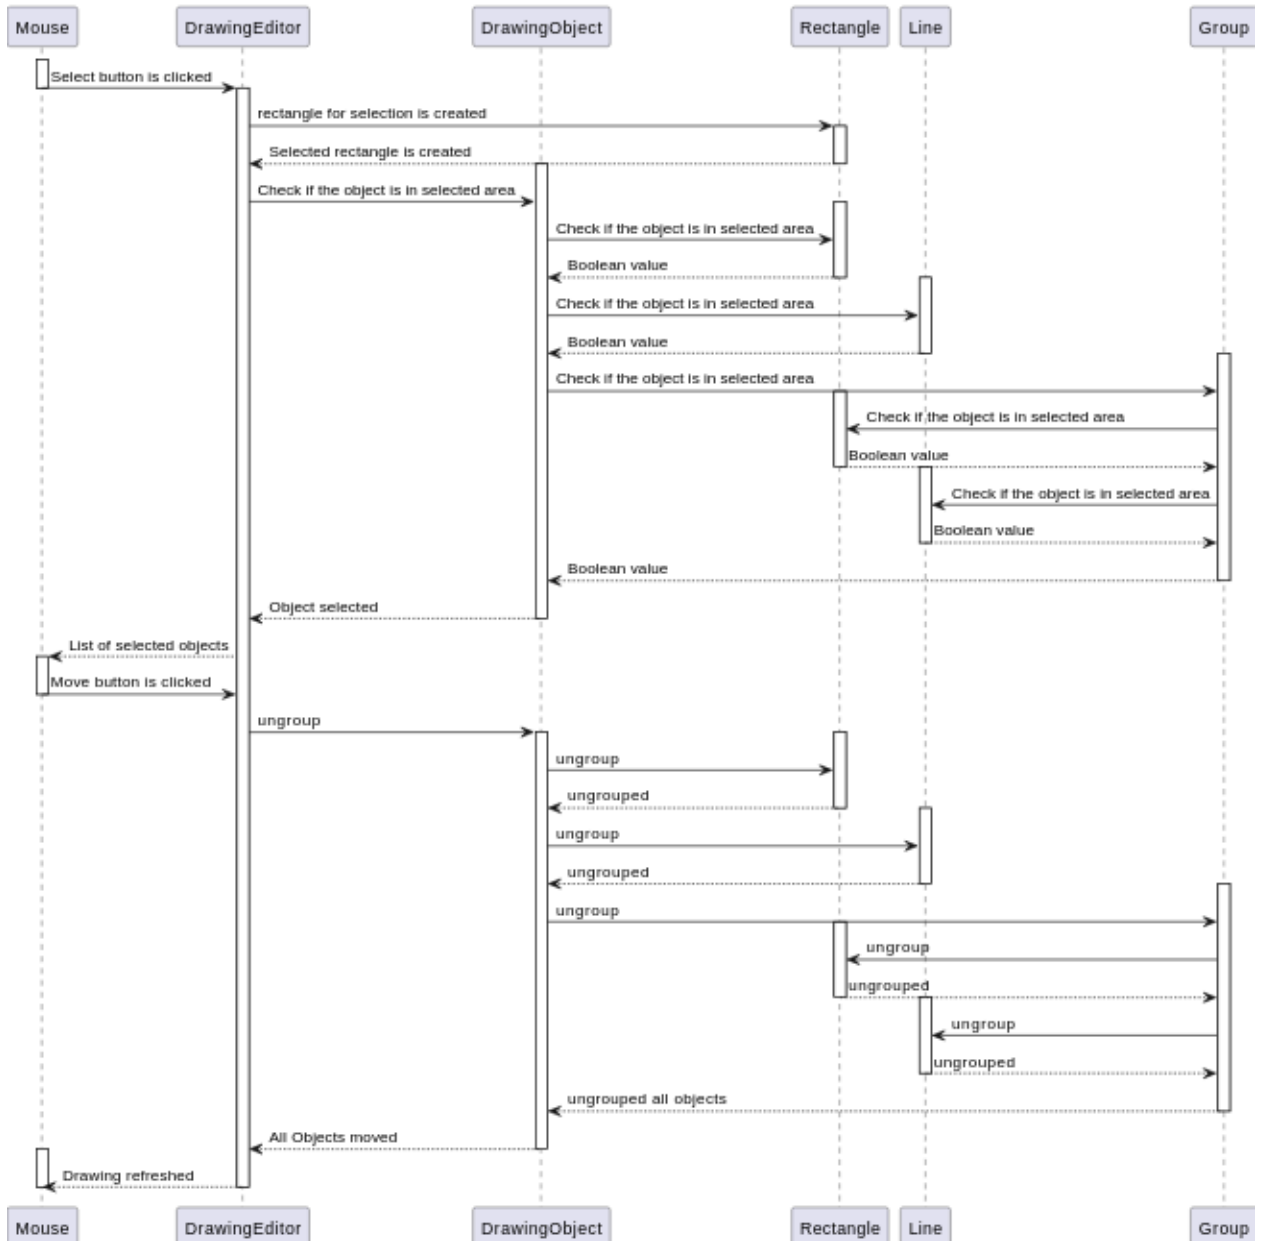 Mouse
DrawingEditor
DrawingObject
Rectangle
Line
Group
Select button is clicked
rectangle for selection is created
Selected rectangle is created
Check if the object is in selected area
Check if the object is in selected area
Boolean value
Check if the object is in selected area
Boolean value
Check if the object is in selected area
Check if the object is in selected area
Boolean value
Check if the object is in selected area
Boolean value
Boolean value
Object selected
List of selected objects
Move button is clicked
ungroup
ungroup
ungrouped
ungroup
ungrouped
ungroup
ungroup
ungrouped
ungroup
ungrouped
ungrouped all objects
All Objects moved
Drawing refreshed
Mouse
DrawingEditor
DrawingObject
Rectangle
Line
Group